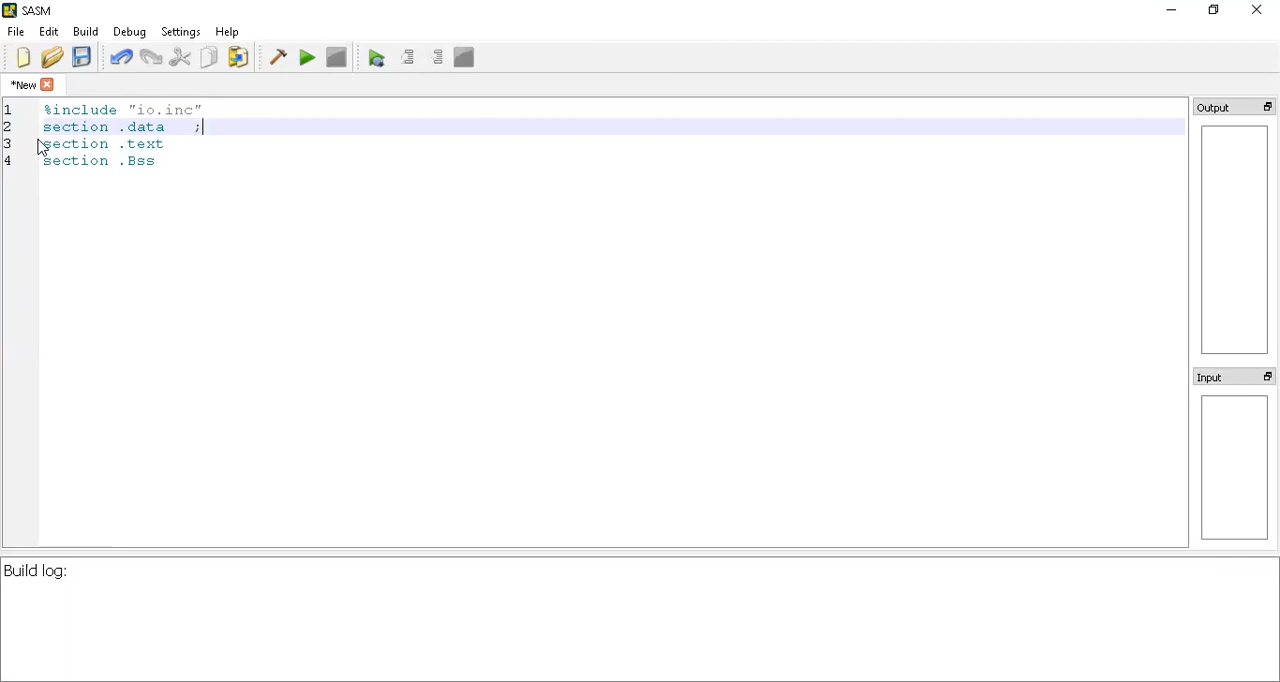 SASM
File Edit Build Debug Settings Help
*New
1 %include "io.inc"
2 section .data   ;
3 section .text
4 section .Bss
Output
Input
Build log: